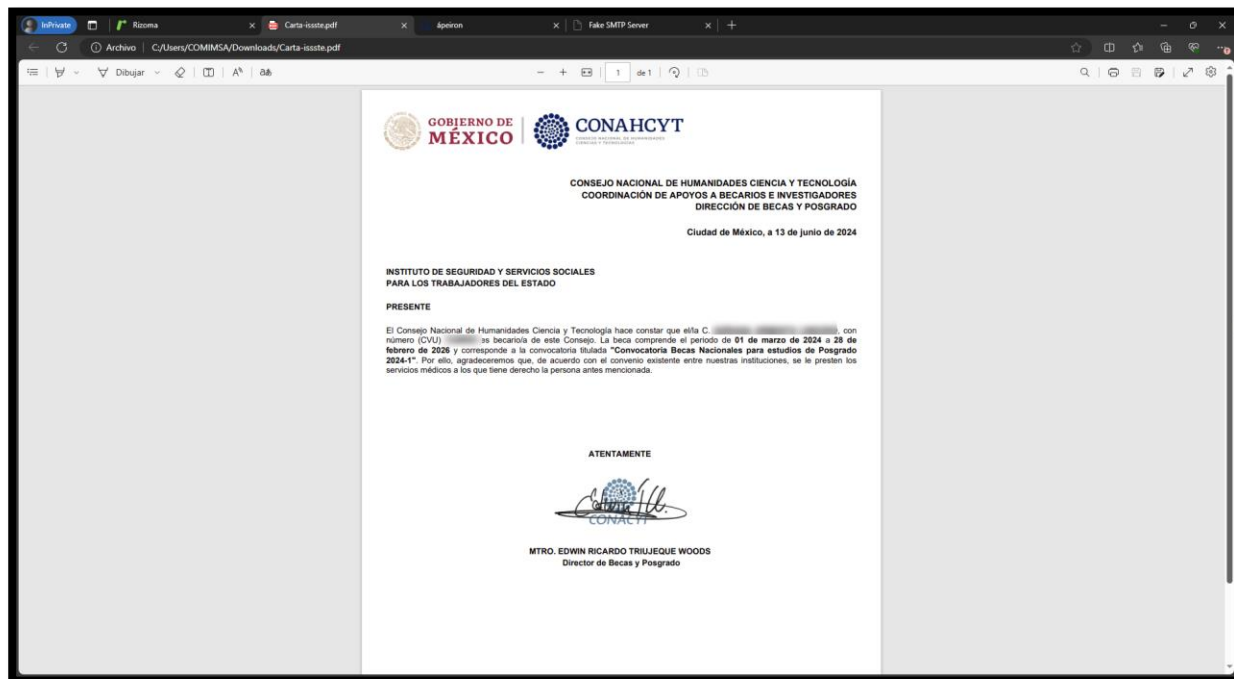 InPrivate
Rizoma
Carta-issste.pdf
ápeiron
Fake SMTP Server
Archivo
C:/Users/COMIMSA/Downloads/Carta-issste.pdf
Dibujar
1 de 1
GOBIERNO DE
MÉXICO
CONAHCYT
CONSEJO NACIONAL DE HUMANIDADES
CIENCIAS Y TECNOLOGÍAS
CONSEJO NACIONAL DE HUMANIDADES CIENCIA Y TECNOLOGÍA
COORDINACIÓN DE APOYOS A BECARIOS E INVESTIGADORES
DIRECCIÓN DE BECAS Y POSGRADO
Ciudad de México, a 13 de junio de 2024
INSTITUTO DE SEGURIDAD Y SERVICIOS SOCIALES
PARA LOS TRABAJADORES DEL ESTADO
PRESENTE
El Consejo Nacional de Humanidades Ciencia y Tecnología hace constar que el/la C. , con
número (CVU) es becario/a de este Consejo. La beca comprende el periodo de 01 de marzo de 2024 a 28 de
febrero de 2026 y corresponde a la convocatoria titulada "Convocatoria Becas Nacionales para estudios de Posgrado
2024-1". Por ello, agradeceremos que, de acuerdo con el convenio existente entre nuestras instituciones, se le presten los
servicios médicos a los que tiene derecho la persona antes mencionada.
ATENTAMENTE
CONACYT
MTRO. EDWIN RICARDO TRIUJEQUE WOODS
Director de Becas y Posgrado